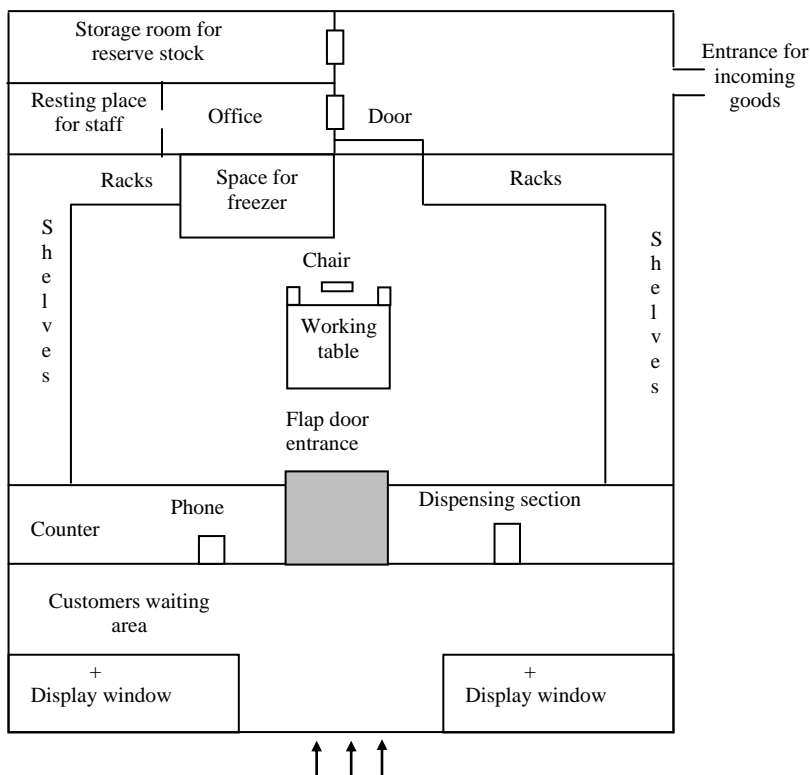 Storage room for
reserve stock
Entrance for
incoming
goods
Resting place
for staff
Office
Door
Racks
Space for
freezer
Racks
S
h
e
l
v
e
s
S
h
e
l
v
e
s
Chair
Working
table
Flap door
entrance
Phone
Dispensing section
Counter
Customers waiting
area
+
Display window
+
Display window